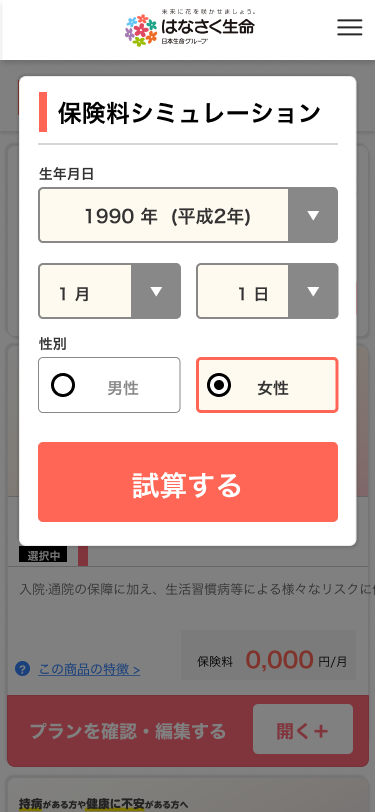 未来に花を咲かせましょう。
はなさく生命
日本生命グループ
保険料シミュレーション
生年月日
1990 年 (平成2年)
1 月
1 日
性別
男性
女性
試算する
選択中
入院·通院の保障に加え、生活習慣病等による様々なリスクに
保険料 0,000 円/月
? この商品の特徴 >
プランを確認・編集する
開く＋
持病がある方や健康に不安がある方へ